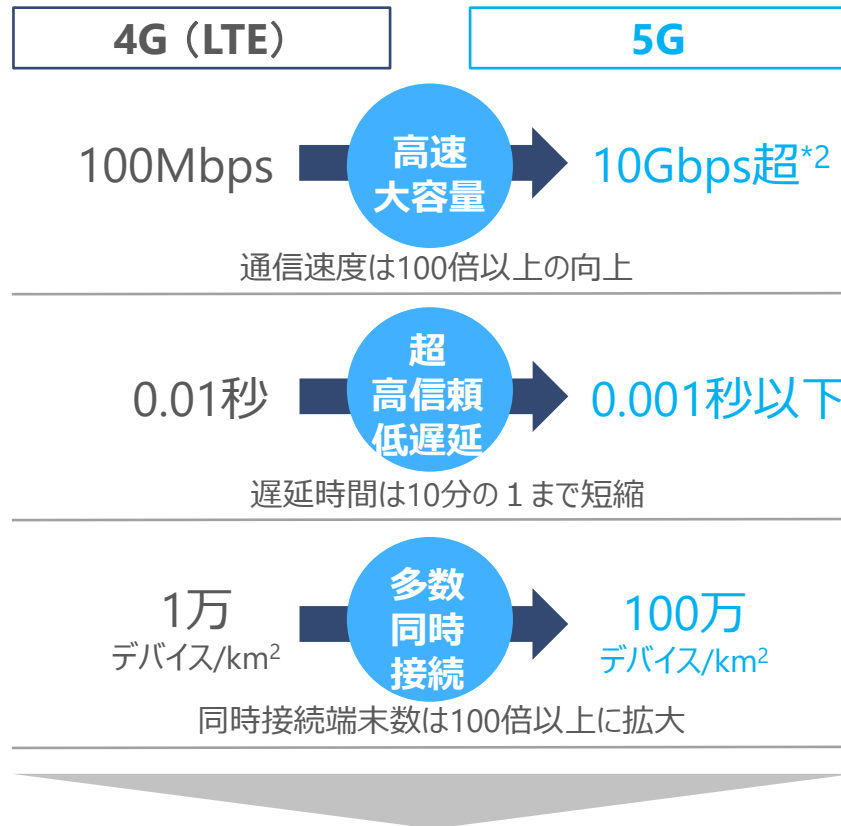 4G（LTE）
5G
100Mbps
高速
大容量
10Gbps超*2
通信速度は100倍以上の向上
0.01秒
超
高信頼
低遅延
0.001秒以下
遅延時間は10分の１まで短縮
1万
デバイス/km2
多数
同時
接続
100万
デバイス/km2
同時接続端末数は100倍以上に拡大